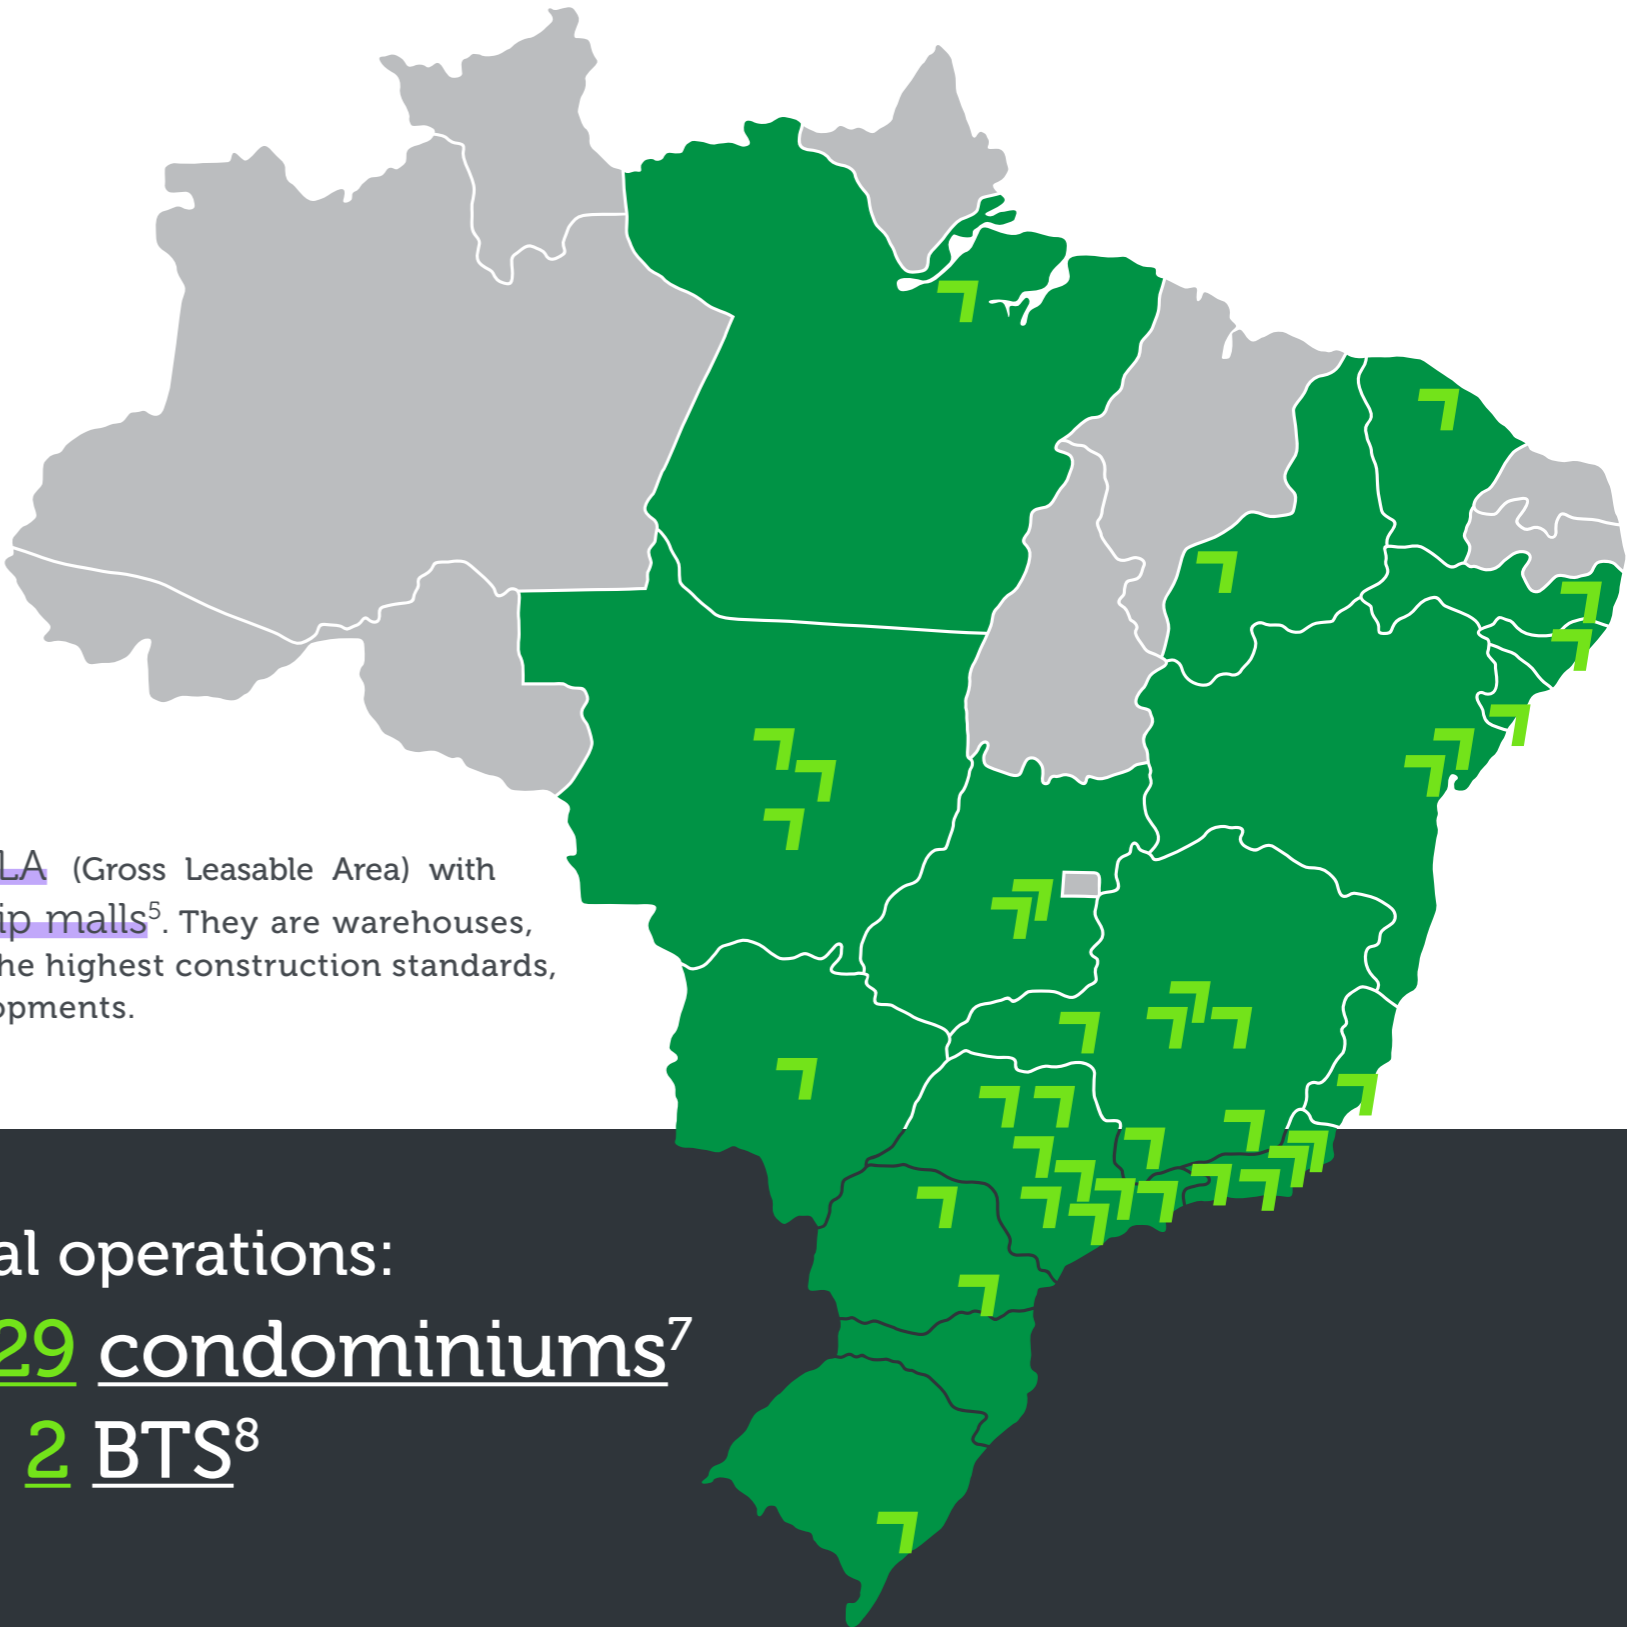 LA (Gross Leasable Area) with
ip malls⁵. They are warehouses,
he highest construction standards,
opments.
al operations:
29 condominiums⁷
2 BTS⁸